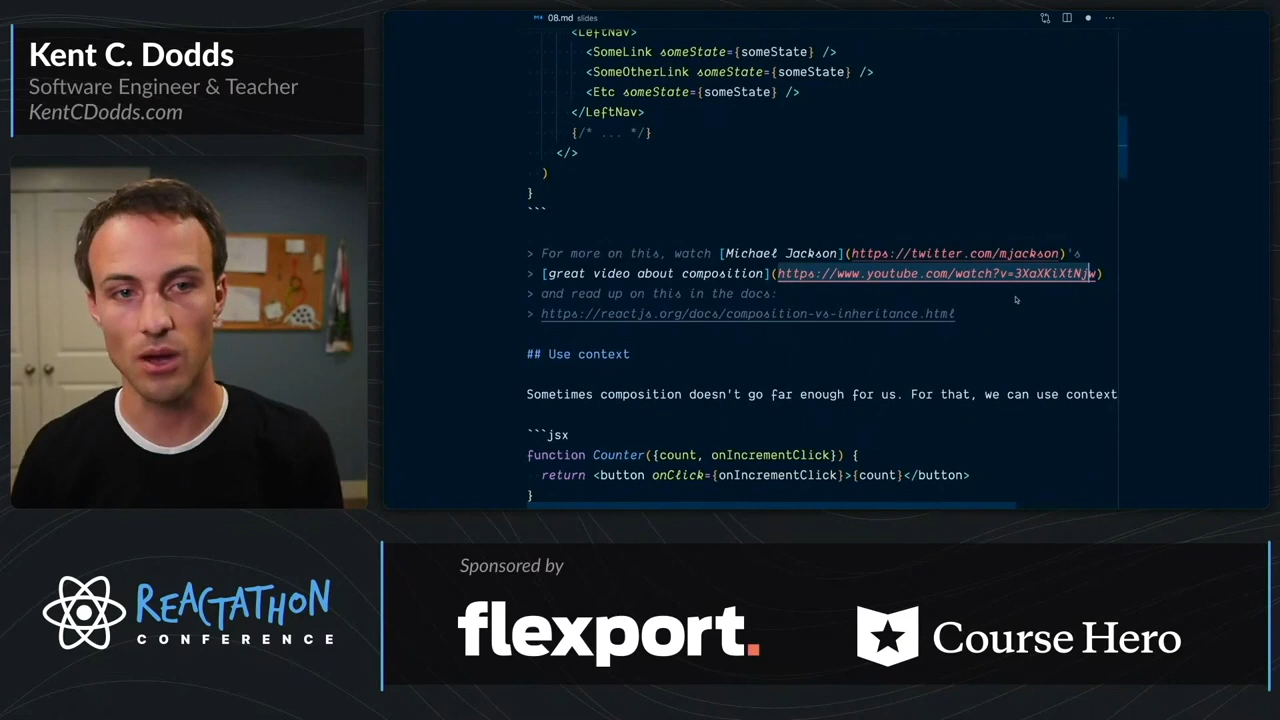 Kent C. Dodds
Software Engineer & Teacher
KentCDodds.com
08.md slides
<LeftNav>
<SomeLink someState={someState} />
<SomeOtherLink someState={someState} />
<Etc someState={someState} />
</LeftNav>
{/* ... */}
</>
)
}
```
> For more on this, watch [Michael Jackson](https://twitter.com/mjackson)'s
> [great video about composition](https://www.youtube.com/watch?v=3XaXKiXtNjw)
> and read up on this in the docs:
> https://reactjs.org/docs/composition-vs-inheritance.html
## Use context
Sometimes composition doesn't go far enough for us. For that, we can use context
```jsx
function Counter({count, onIncrementClick}) {
return <button onClick={onIncrementClick}>{count}</button>
}
REACTATHON
CONFERENCE
Sponsored by
flexport.
Course Hero